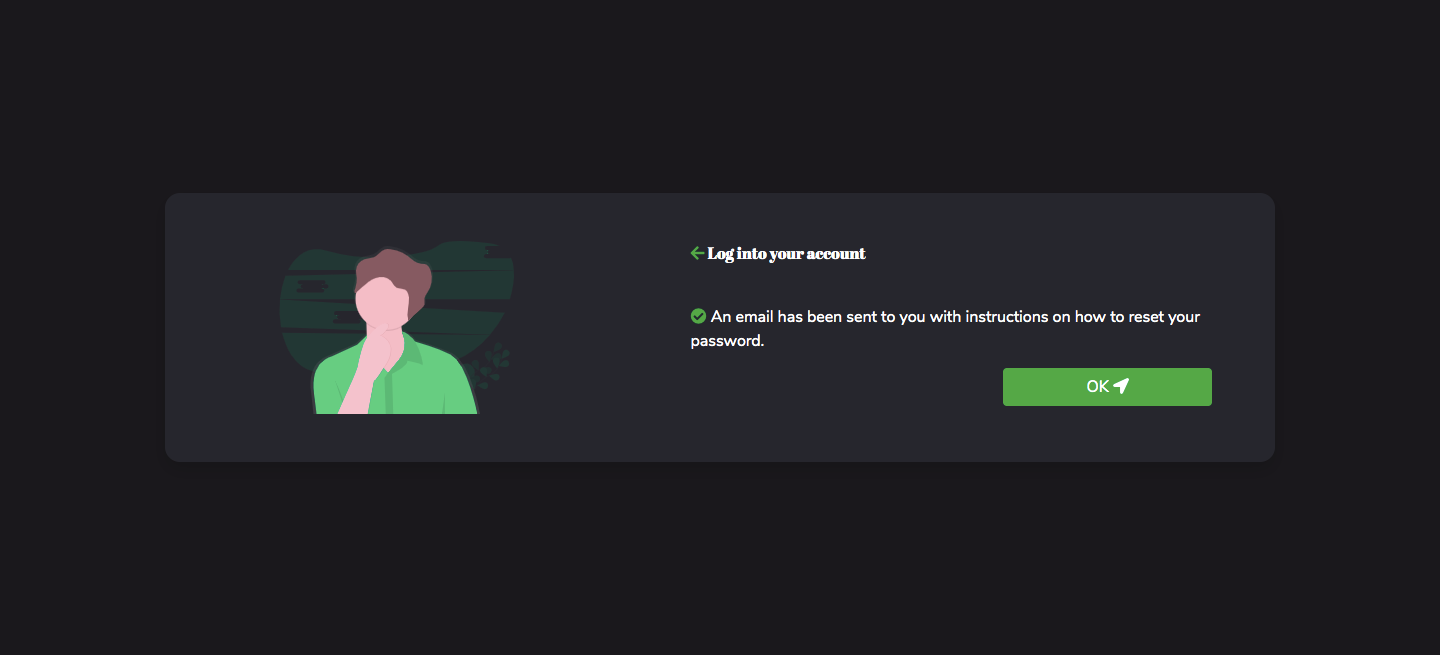 Log into your account
An email has been sent to you with instructions on how to reset your
password.
OK